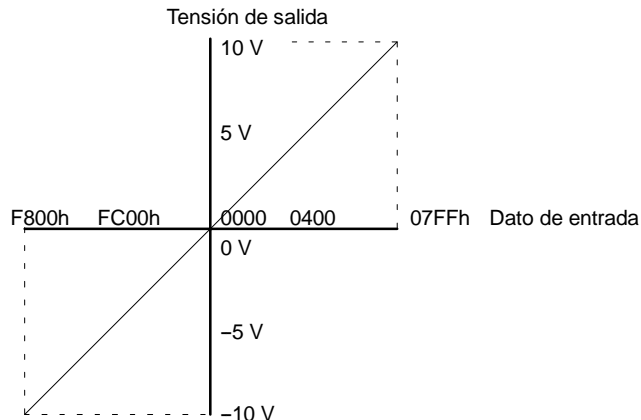 Tensión de salida
10 V
5 V
F800h FC00h 0000 0400 07FFh Dato de entrada
0 V
–5 V
–10 V